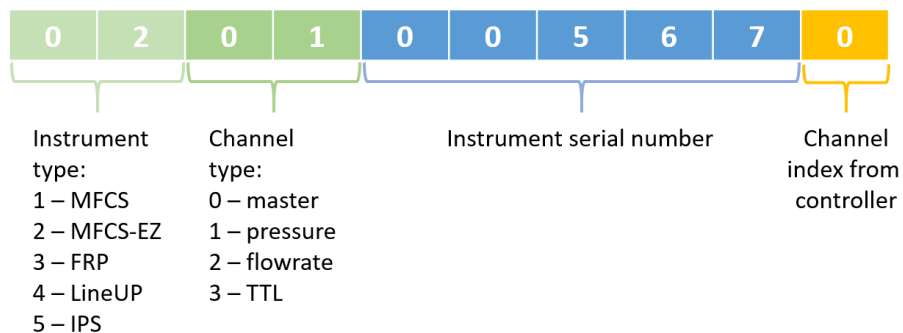 0 2 0 1 0 0 5 6 7 0
Instrument
type:
1 – MFCS
2 – MFCS-EZ
3 – FRP
4 – LineUP
5 – IPS
Channel
type:
0 – master
1 – pressure
2 – flowrate
3 – TTL
Instrument serial number
Channel
index from
controller